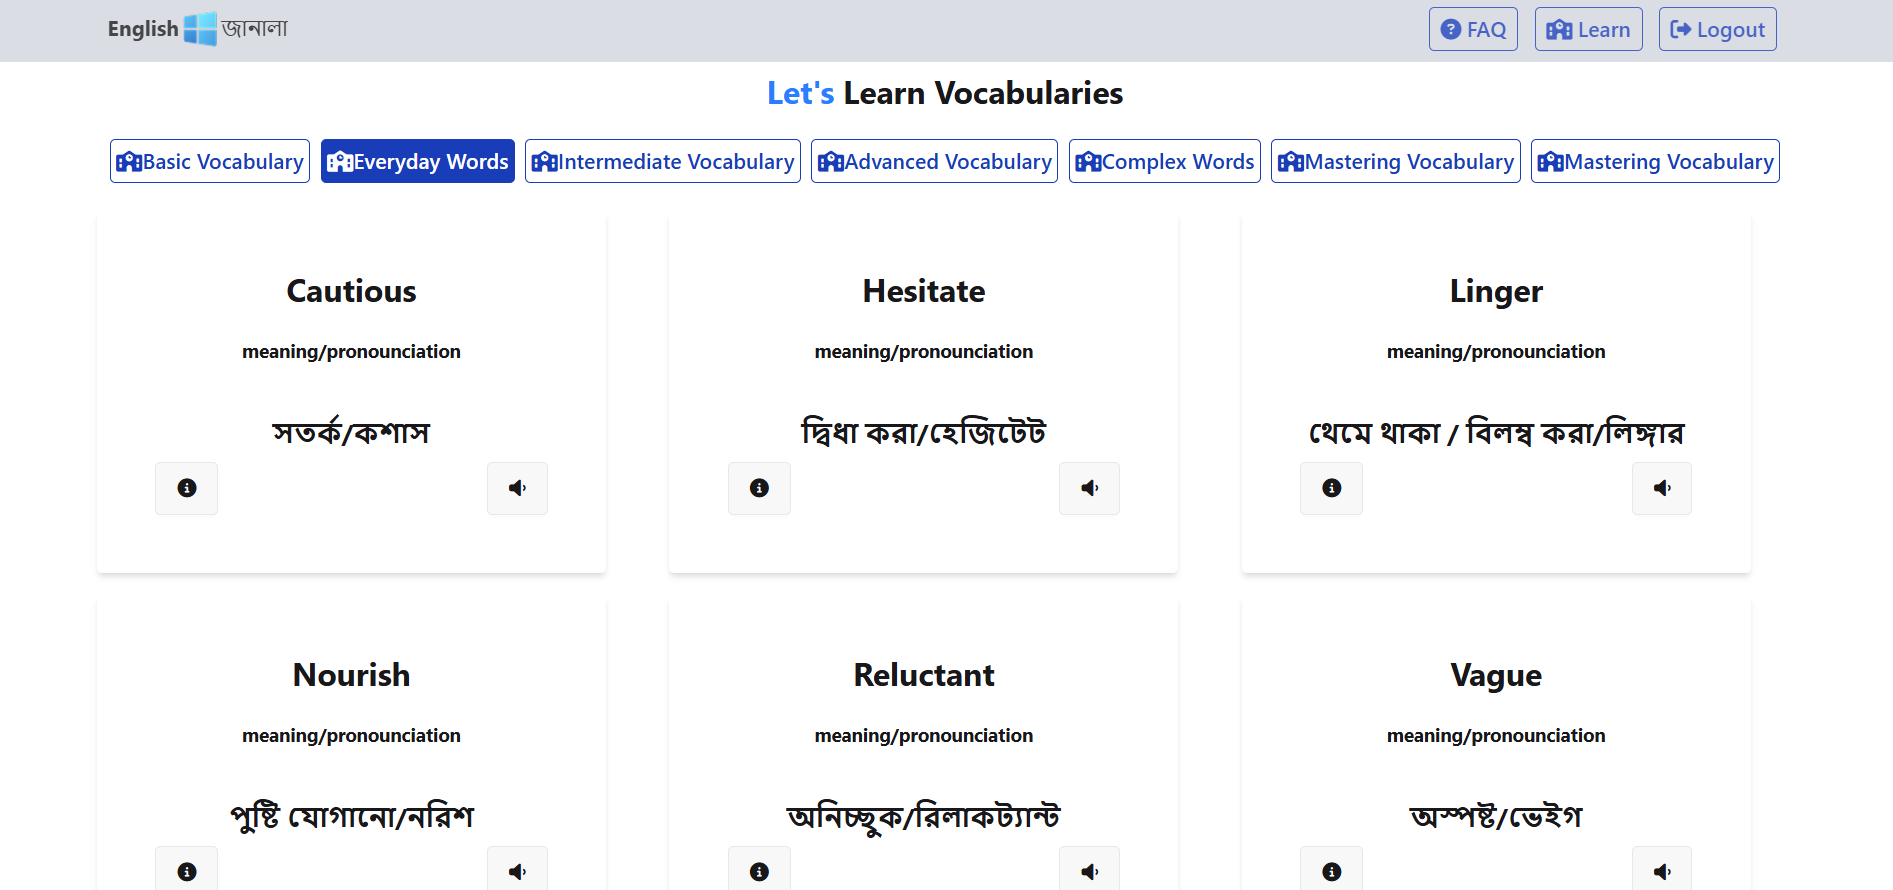 English জানালা
FAQ
Learn
Logout
Let's Learn Vocabularies
Basic Vocabulary
Everyday Words
Intermediate Vocabulary
Advanced Vocabulary
Complex Words
Mastering Vocabulary
Mastering Vocabulary
Cautious
meaning/pronounciation
সতর্ক/কশাস
Hesitate
meaning/pronounciation
দ্বিধা করা/হেজিটেট
Linger
meaning/pronounciation
থেমে থাকা / বিলম্ব করা/লিঙ্গার
Nourish
meaning/pronounciation
পুষ্টি যোগানো/নরিশ
Reluctant
meaning/pronounciation
অনিচ্ছুক/রিলাকট্যান্ট
Vague
meaning/pronounciation
অস্পষ্ট/ভেইগ